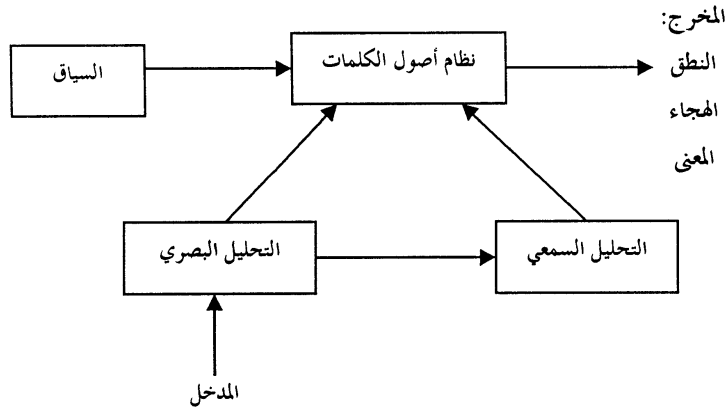 المخرج:
النطق
الهجاء
المعنى
نظام أصول الكلمات
السياق
التحليل السمعي
التحليل البصري
المدخل